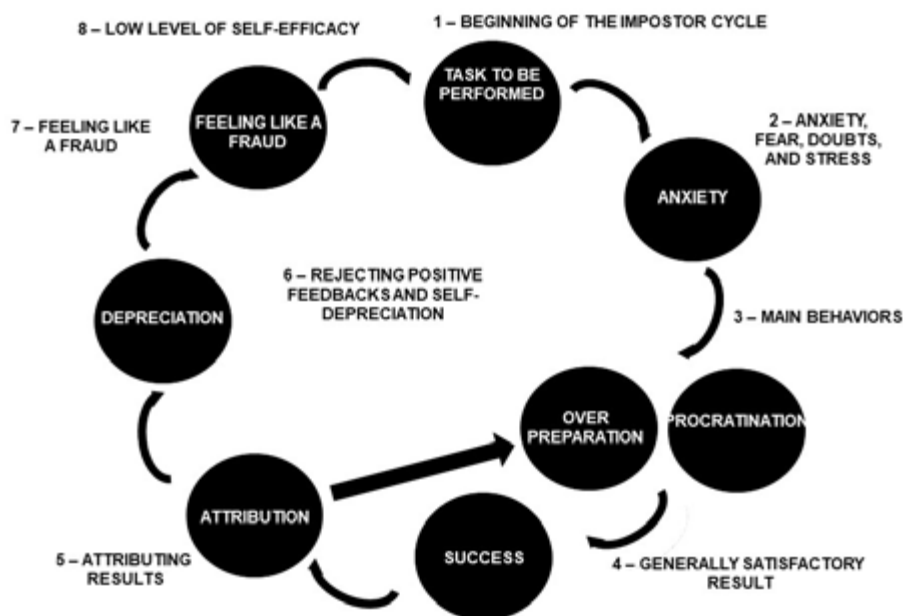 8 – LOW LEVEL OF SELF-EFFICACY
1 – BEGINNING OF THE IMPOSTOR CYCLE
TASK TO BE
PERFORMED
7 – FEELING LIKE
A FRAUD
FEELING LIKE A
FRAUD
2 – ANXIETY,
FEAR, DOUBTS,
AND STRESS
ANXIETY
6 – REJECTING POSITIVE
FEEDBACKS AND SELF-
DEPRECIATION
DEPRECIATION
3 – MAIN BEHAVIORS
OVER
PREPARATION
PROCRATINATION
ATTRIBUTION
SUCCESS
5 – ATTRIBUTING
RESULTS
4 – GENERALLY SATISFACTORY
RESULT